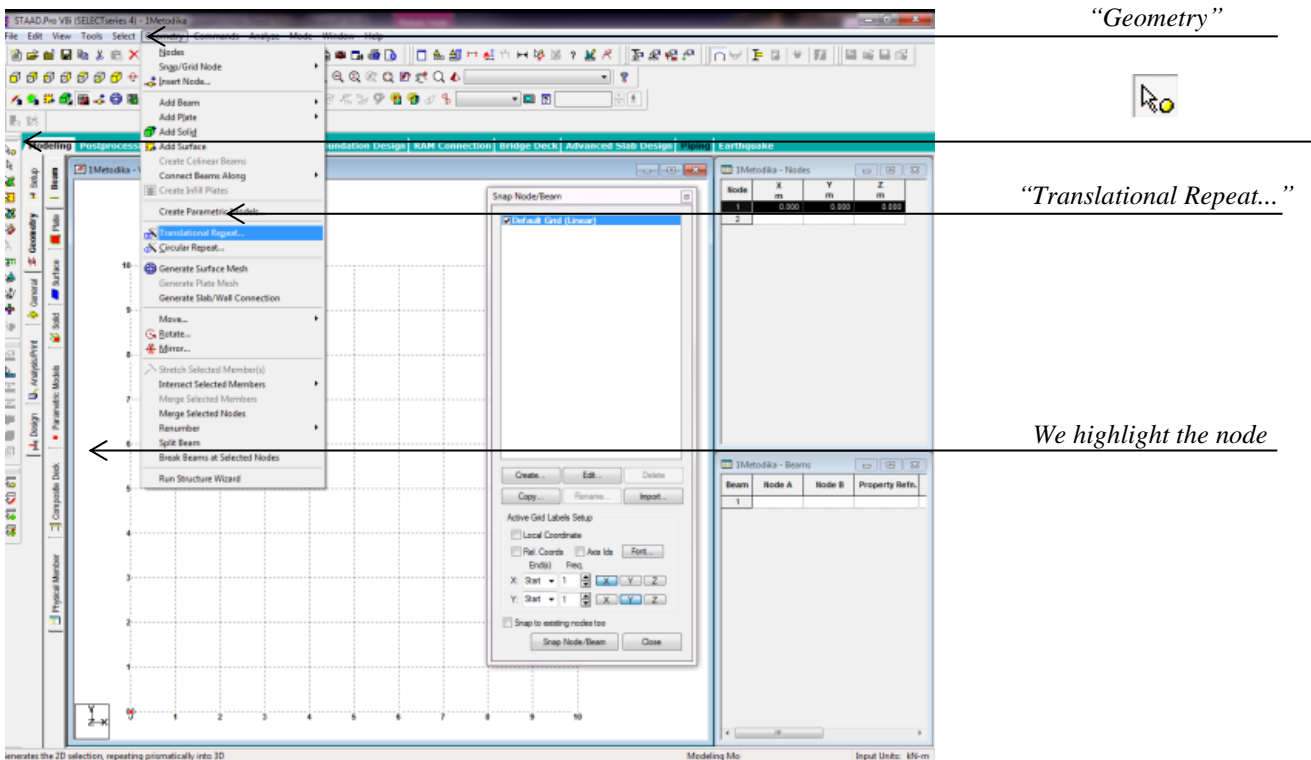 STAAD.Pro V8i (SELECTseries 4) - 1Metodika
File Edit View Tools Select Geometry Commands Analyze Mode Window Help
"Geometry"
Modeling Postprocess Foundation Design RAM Connection Bridge Deck Advanced Slab Design Piping Earthquake
Nodes
Snap/Grid Node
Insert Node...
Add Beam
Add Plate
Add Solid
Add Surface
Create Colinear Beams
Connect Beams Along
Create Infill Plates
Create Parametric Models...
Translational Repeat...
Circular Repeat...
Generate Surface Mesh
Generate Plate Mesh
Generate Slab/Wall Connection
Move...
Rotate...
Mirror...
Stretch Selected Member(s)
Intersect Selected Members
Merge Selected Members
Merge Selected Nodes
Renumber
Split Beam
Break Beams at Selected Nodes
Run Structure Wizard
Setup
Geometry
General
Analysis/Print
Design
Beam
Plate
Surface
Solid
Parametric Models
Composite Deck
Physical Member
1Metodika - 
10
9
8
7
6
5
4
3
2
1
0 1 2 3 4 5 6 7 8 9 10
Y
Z X
Snap Node/Beam
Default Grid (Linear)
Create... Edit... Delete
Copy... Rename... Import...
Active Grid Labels Setup
Local Coordinate
Rel. Coords Axis Ids Font...
End(s) Freq.
X: Start 1 X Y Z
Y: Start 1 X Y Z
Snap to existing nodes too
Snap Node/Beam Close
1Metodika - Nodes
Node X m Y m Z m
1 0.000 0.000 0.000
2
"Translational Repeat..."
We highlight the node
1Metodika - Beams
Beam Node A Node B Property Refn.
1
enerates the 2D selection, repeating prismatically into 3D
Modeling Mo
Input Units: kN-m